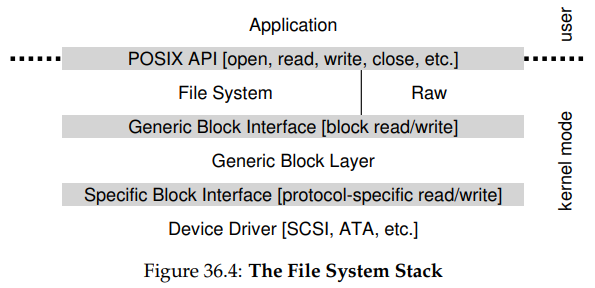 Application
user
POSIX API [open, read, write, close, etc.]
File System
Raw
Generic Block Interface [block read/write]
Generic Block Layer
kernel mode
Specific Block Interface [protocol-specific read/write]
Device Driver [SCSI, ATA, etc.]
Figure 36.4: The File System Stack